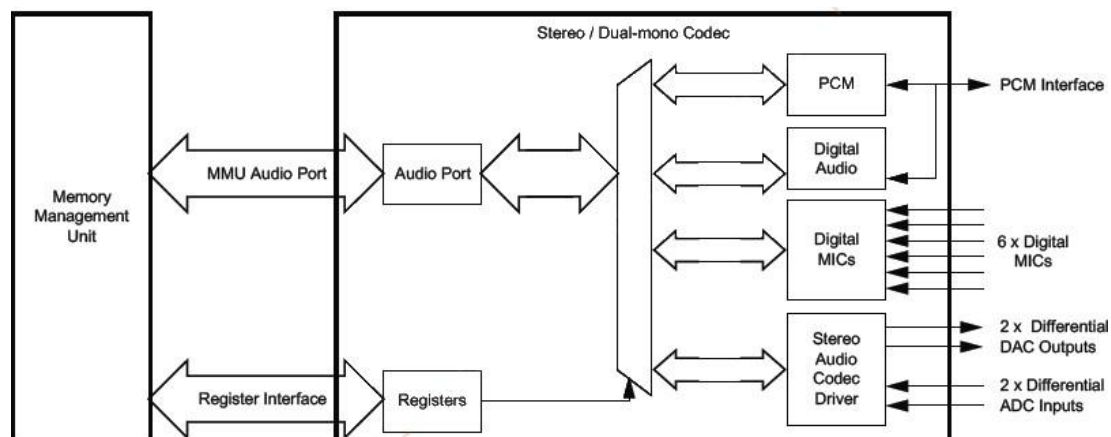 Stereo / Dual-mono Codec
PCM
PCM Interface
Digital
Audio
MMU Audio Port
Audio Port
Memory
Management
Unit
Digital
MICs
6 x Digital
MICs
Stereo
Audio
Codec
Driver
2 x Differential
DAC Outputs
2 x Differential
ADC Inputs
Register Interface
Registers